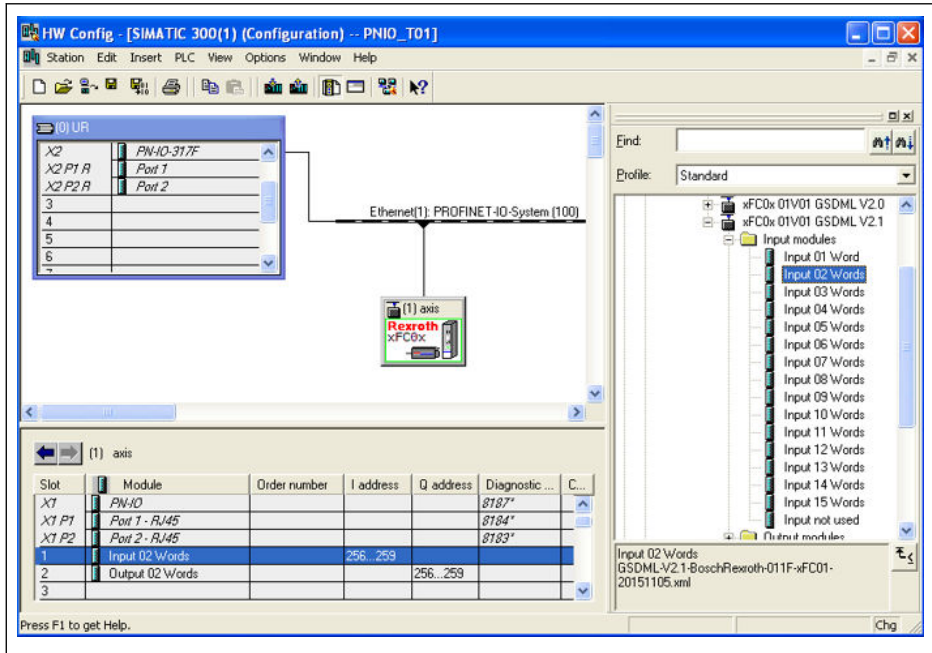 HW Config - [SIMATIC 300(1) (Configuration) -- PNIO_T01]
Station Edit Insert PLC View Options Window Help
(0) UR
X2 PN-IO-317F
X2 P1 R Port 1
X2 P2 R Port 2
3
4
5
6
Ethernet(1): PROFINET-IO-System (100)
(1) axis
Rexroth
xFC0x
Find:
Profile: Standard
xFC0x 01V01 GSDML V2.0
xFC0x 01V01 GSDML V2.1
Input modules
Input 01 Word
Input 02 Words
Input 03 Words
Input 04 Words
Input 05 Words
Input 06 Words
Input 07 Words
Input 08 Words
Input 09 Words
Input 10 Words
Input 11 Words
Input 12 Words
Input 13 Words
Input 14 Words
Input 15 Words
Input not used
Output modules
Input 02 Words
GSDML-V2.1-BoschRexroth-011F-xFC01-
20151105.xml
(1) axis
Slot Module Order number I address Q address Diagnostic ... C...
X1 PN-IO 8187*
X1 P1 Port 1 - RJ45 8184*
X1 P2 Port 2 - RJ45 8183*
1 Input 02 Words 256...259
2 Output 02 Words 256...259
3
Press F1 to get Help. Chg